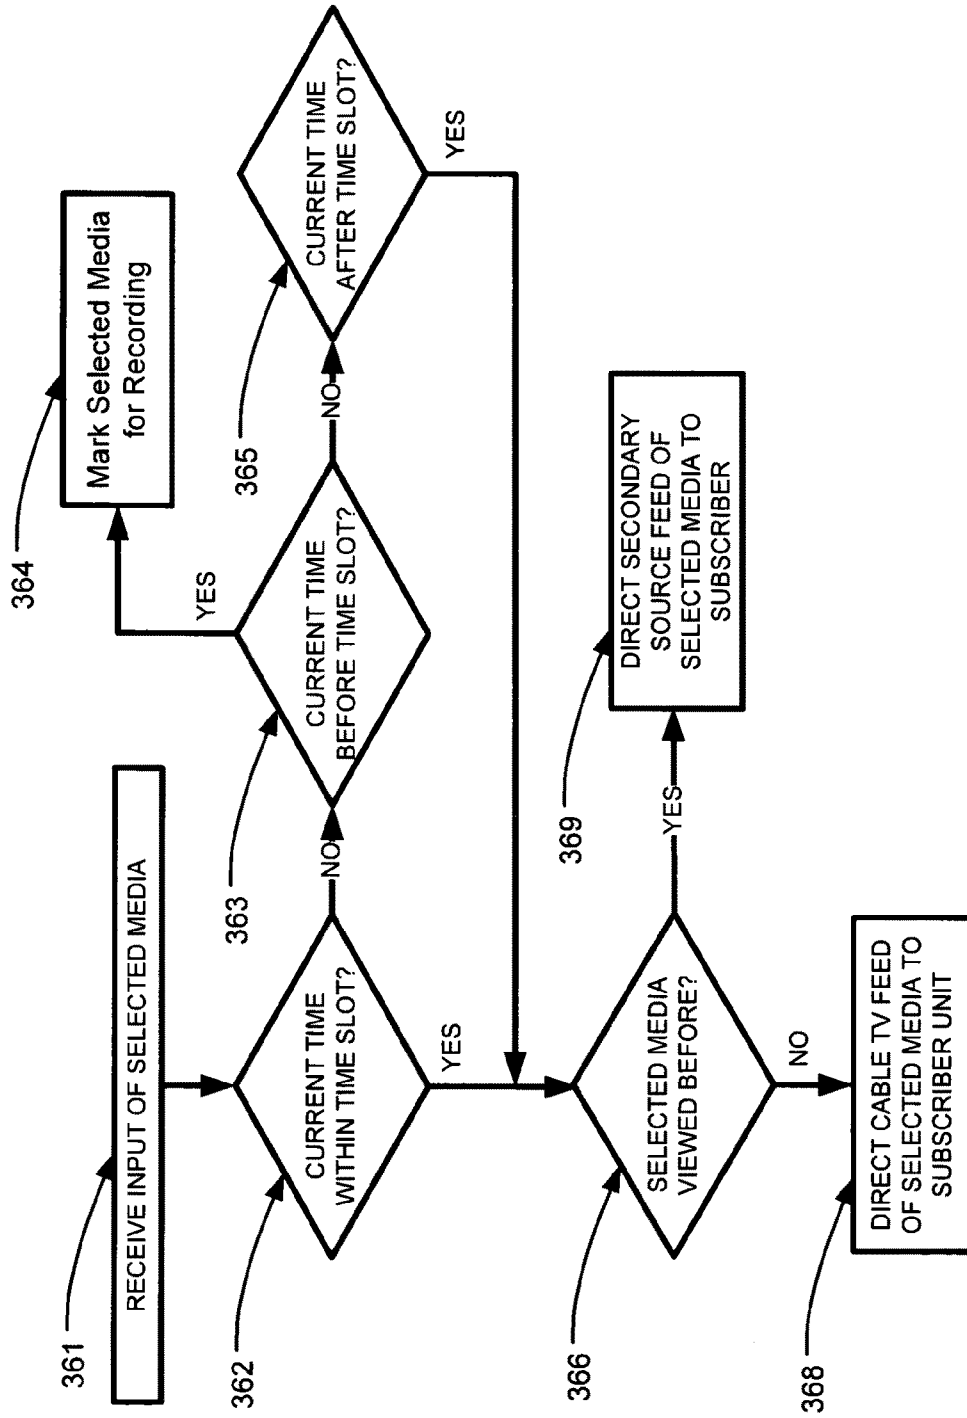 361
RECEIVE INPUT OF SELECTED MEDIA
362
CURRENT TIME
WITHIN TIME SLOT?
NO
YES
363
CURRENT TIME
BEFORE TIME SLOT?
YES
NO
364
Mark Selected Media
for Recording
365
CURRENT TIME
AFTER TIME SLOT?
YES
366
SELECTED MEDIA
VIEWED BEFORE?
YES
NO
369
DIRECT SECONDARY
SOURCE FEED OF
SELECTED MEDIA TO
SUBSCRIBER
368
DIRECT CABLE TV FEED
OF SELECTED MEDIA TO
SUBSCRIBER UNIT